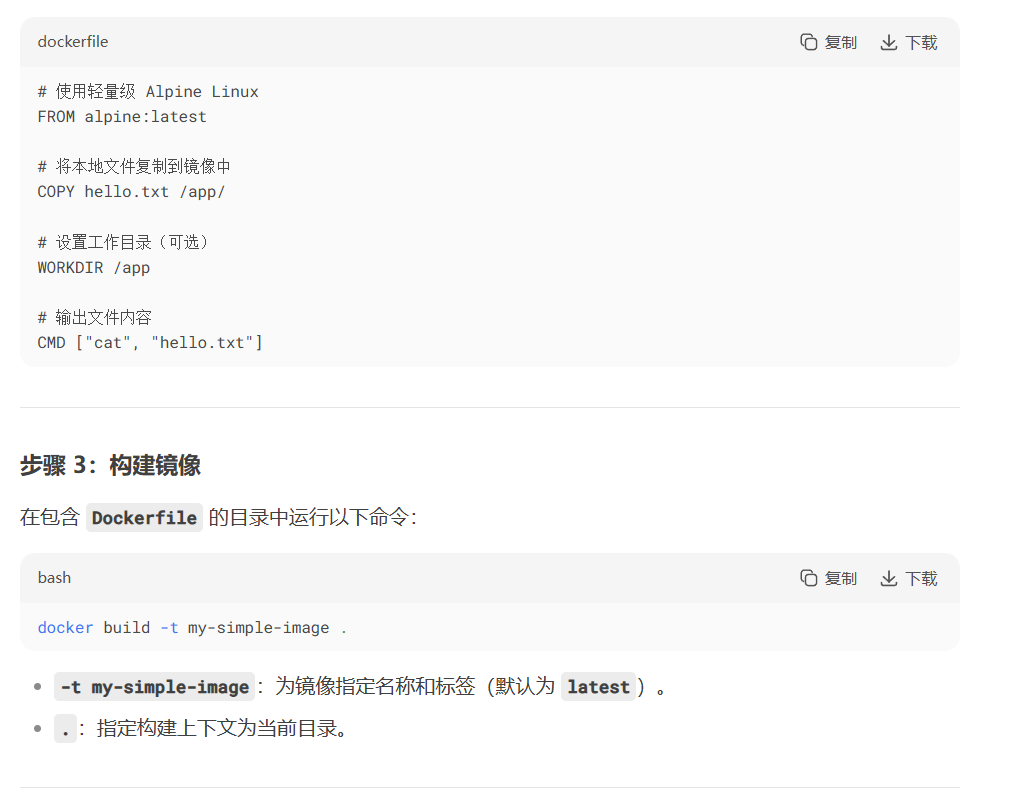 dockerfile
复制
下载
# 使用轻量级 Alpine Linux
FROM alpine:latest
# 将本地文件复制到镜像中
COPY hello.txt /app/
# 设置工作目录（可选）
WORKDIR /app
# 输出文件内容
CMD ["cat", "hello.txt"]
步骤 3：构建镜像
在包含 Dockerfile 的目录中运行以下命令：
bash
复制
下载
docker build -t my-simple-image .
-t my-simple-image：为镜像指定名称和标签（默认为 latest）。
.：指定构建上下文为当前目录。